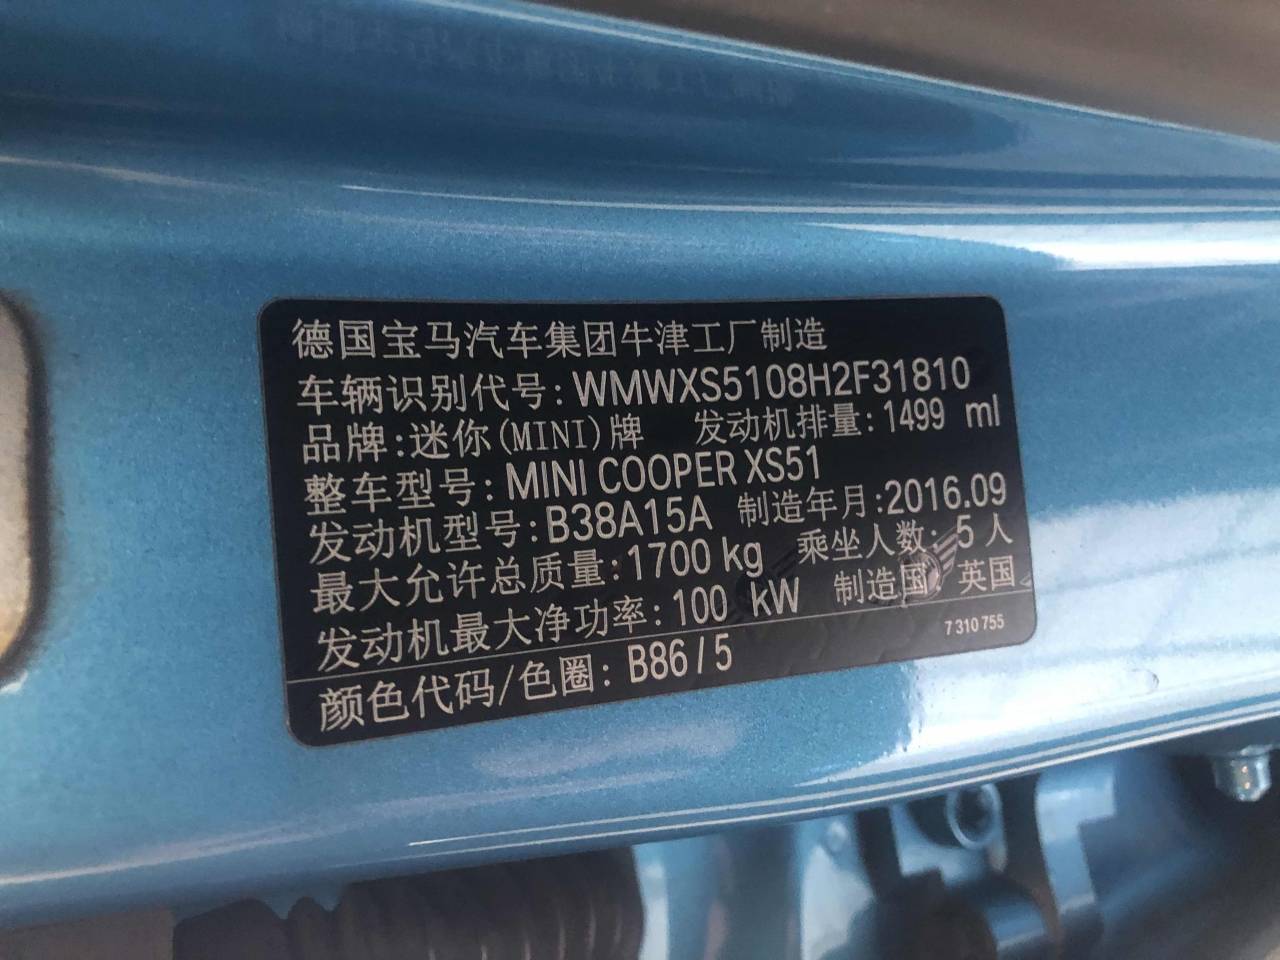 德国宝马汽车集团牛津工厂制造
车辆识别代号: WMWXS5108H2F31810
品牌:迷你(MINI)牌 发动机排量: 1499 ml
整车型号: MINI COOPER XS51
发动机型号: B38A15A 制造年月:2016.09
最大允许总质量: 1700 kg 乘坐人数: 5 人
发动机最大净功率: 100 kW 制造国: 英国
7 310 755
颜色代码/色圈: B86 / 5